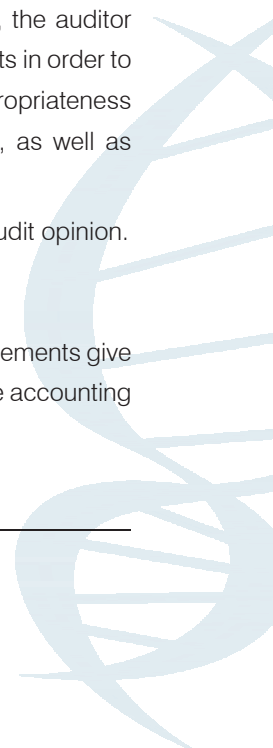 the auditor
ts in order to
ropriateness
, as well as
udit opinion.
ements give
e accounting